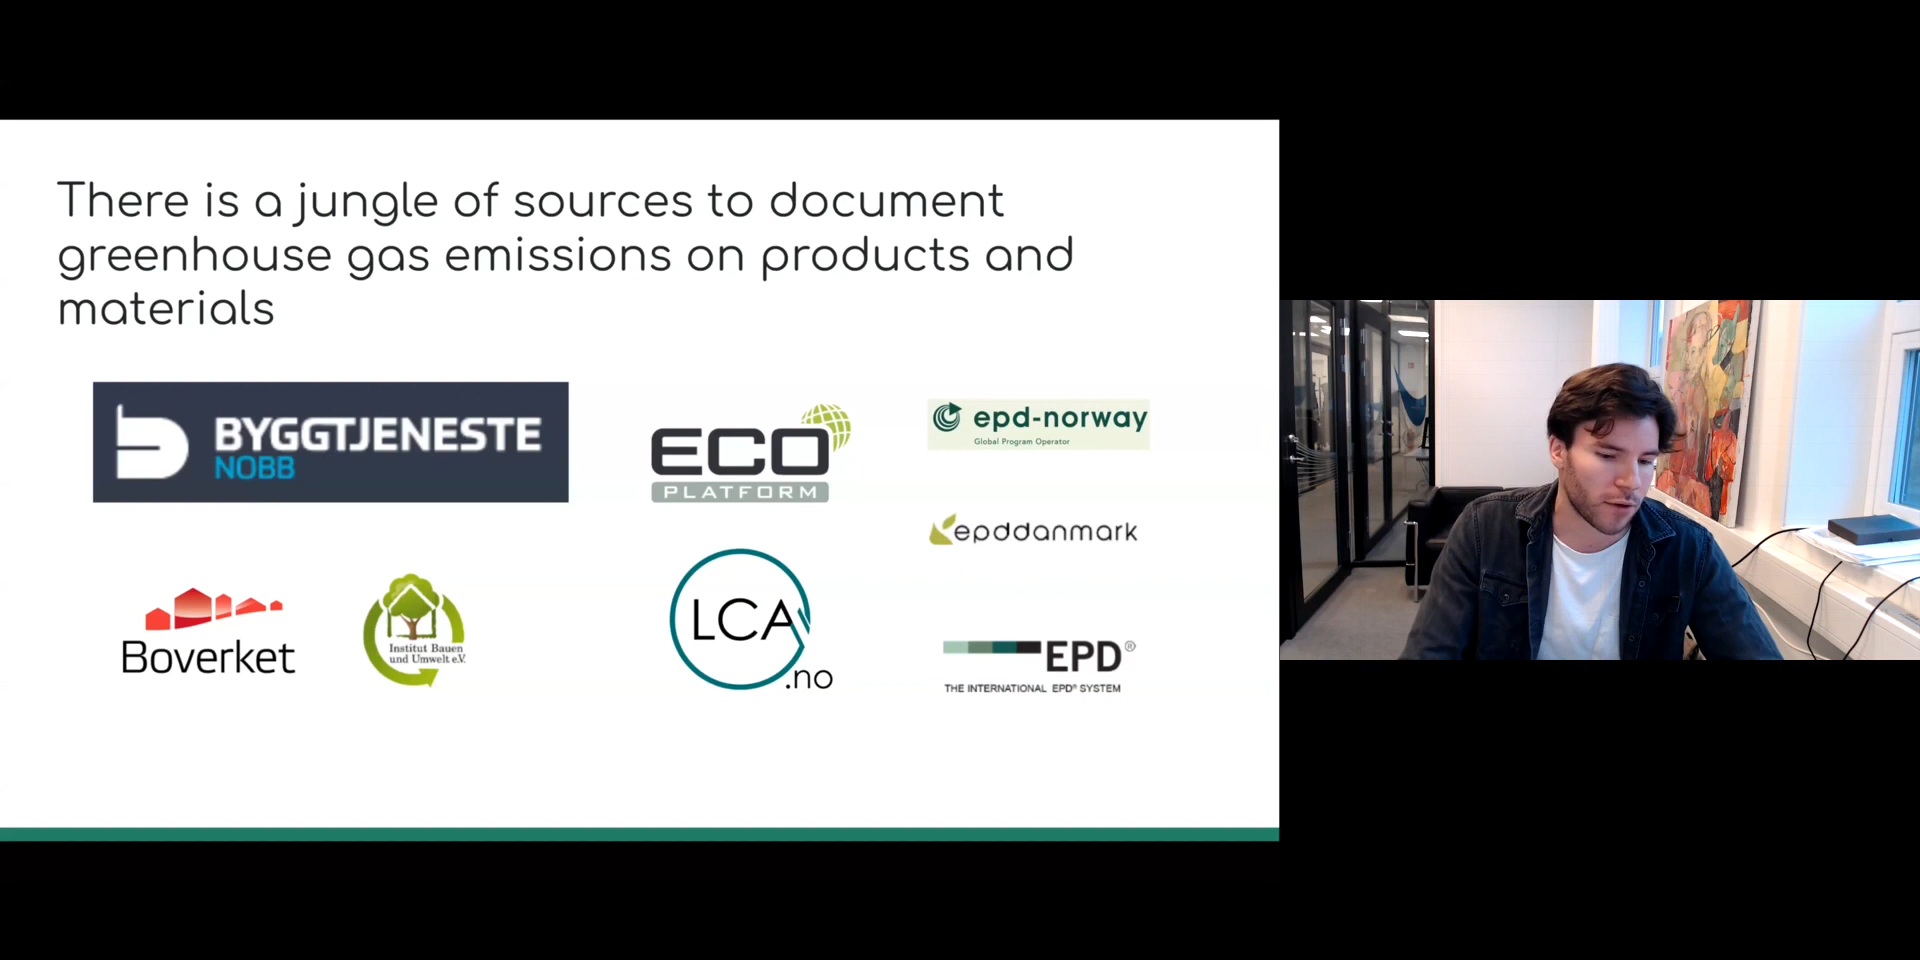 There is a jungle of sources to document
greenhouse gas emissions on products and
materials
BYGGTJENESTE
NOBB
ECO
PLATFORM
epd-norway
Global Program Operator
epddanmark
Boverket
Institut Bauen
und Umwelt e.V.
LCA
.no
EPD®
THE INTERNATIONAL EPD® SYSTEM